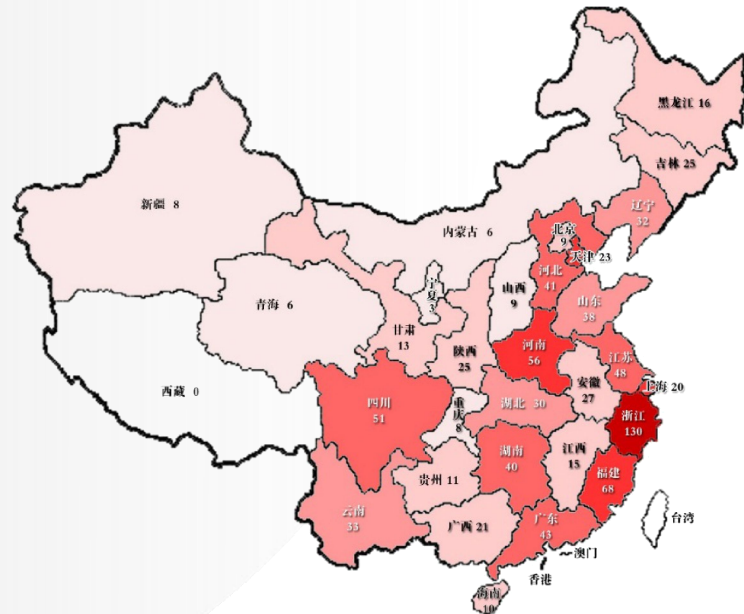 黑龙江 16
吉林 25
辽宁
32
新疆 8
内蒙古 6
北京
9
天津 23
河北
41
山西
9
宁夏
3
青海 6
山东
38
甘肃
13
陕西
25
河南
56
江苏
48
西藏 0
安徽
27
上海 20
四川
51
重庆
8
湖北 30
浙江
130
湖南
40
江西
15
福建
68
贵州 11
云南
33
广西 21
广东
43
台湾
澳门
香港
海南
10